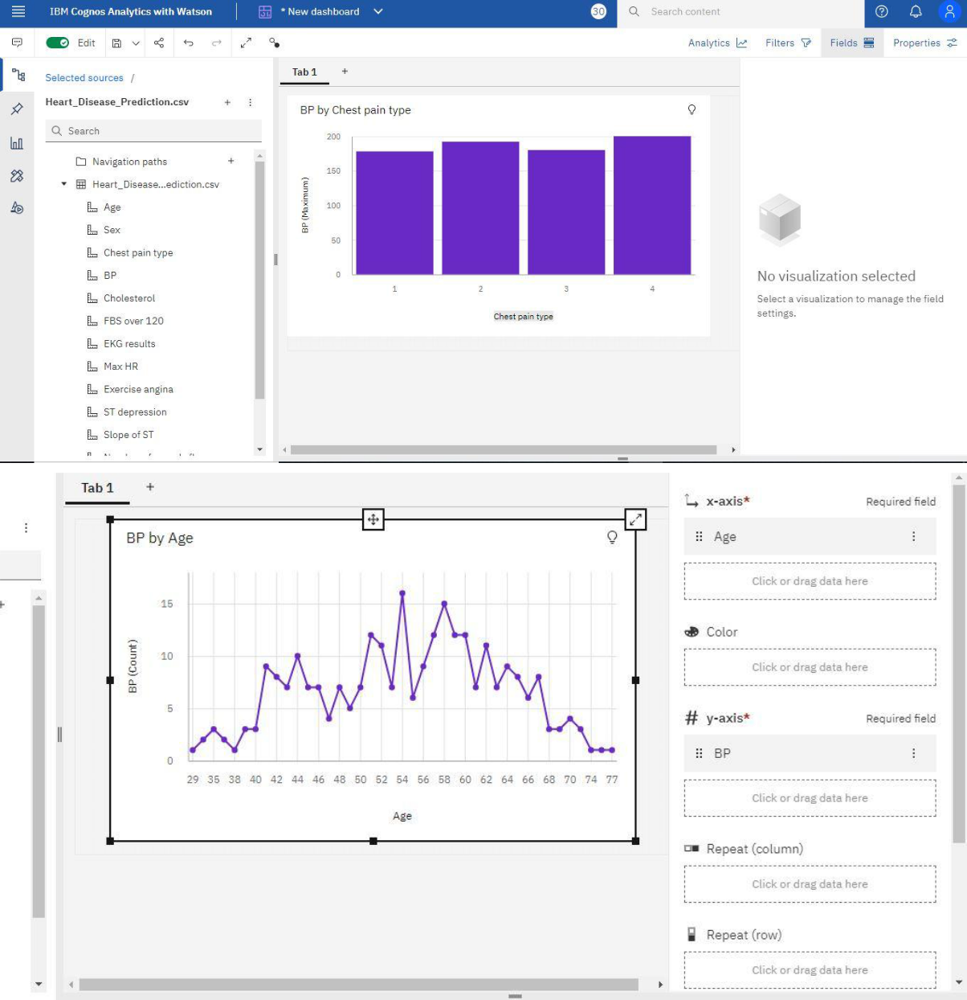 IBM Cognos Analytics with Watson
* New dashboard
30
Search content
Edit
Analytics
Filters
Fields
Properties
Selected sources /
Heart_Disease_Prediction.csv
Search
Navigation paths
Heart_Disease...ediction.csv
Age
Sex
Chest pain type
BP
Cholesterol
FBS over 120
EKG results
Max HR
Exercise angina
ST depression
Slope of ST
Tab 1 +
BP by Chest pain type
BP (Maximum)
200
150
100
50
0
1 2 3 4
Chest pain type
No visualization selected
Select a visualization to manage the field
settings.
Tab 1 +
BP by Age
BP (Count)
15
10
5
0
29 35 38 40 42 44 46 48 50 52 54 56 58 60 62 64 66 68 70 74 77
Age
x-axis* Required field
Age
Click or drag data here
Color
Click or drag data here
# y-axis* Required field
BP
Click or drag data here
Repeat (column)
Click or drag data here
Repeat (row)
Click or drag data here